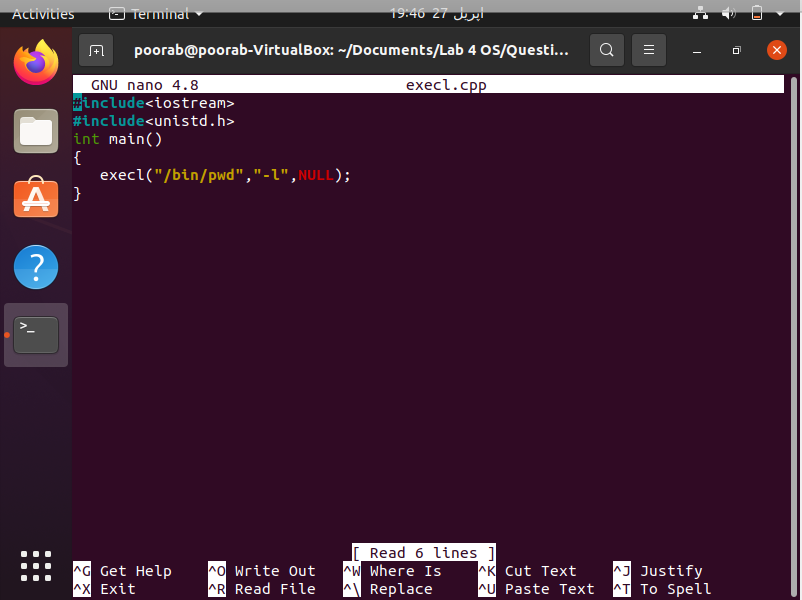 Activities Terminal 19:46 27 اپریل
poorab@poorab-VirtualBox: ~/Documents/Lab 4 OS/Questi...
GNU nano 4.8 execl.cpp
#include<iostream>
#include<unistd.h>
int main()
{
   execl("/bin/pwd","-l",NULL);
}
[ Read 6 lines ]
^G Get Help ^O Write Out ^W Where Is ^K Cut Text ^J Justify
^X Exit ^R Read File ^\ Replace ^U Paste Text ^T To Spell